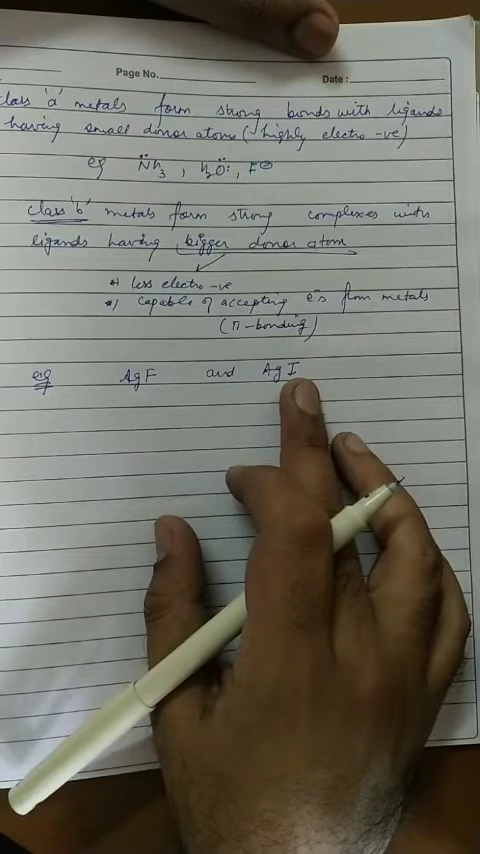 Page No.
Date :
class 'a' metals form strong bonds with ligands
having small donor atom (highly electro -ve)
eg N̈H3 , H2Ö: , F⊖
class 'b' metals form strong complexes with
ligands having bigger donor atom
*) less electro -ve
*) capable of accepting e⁻s from metals
(π-bonding)
eg AgF and AgI